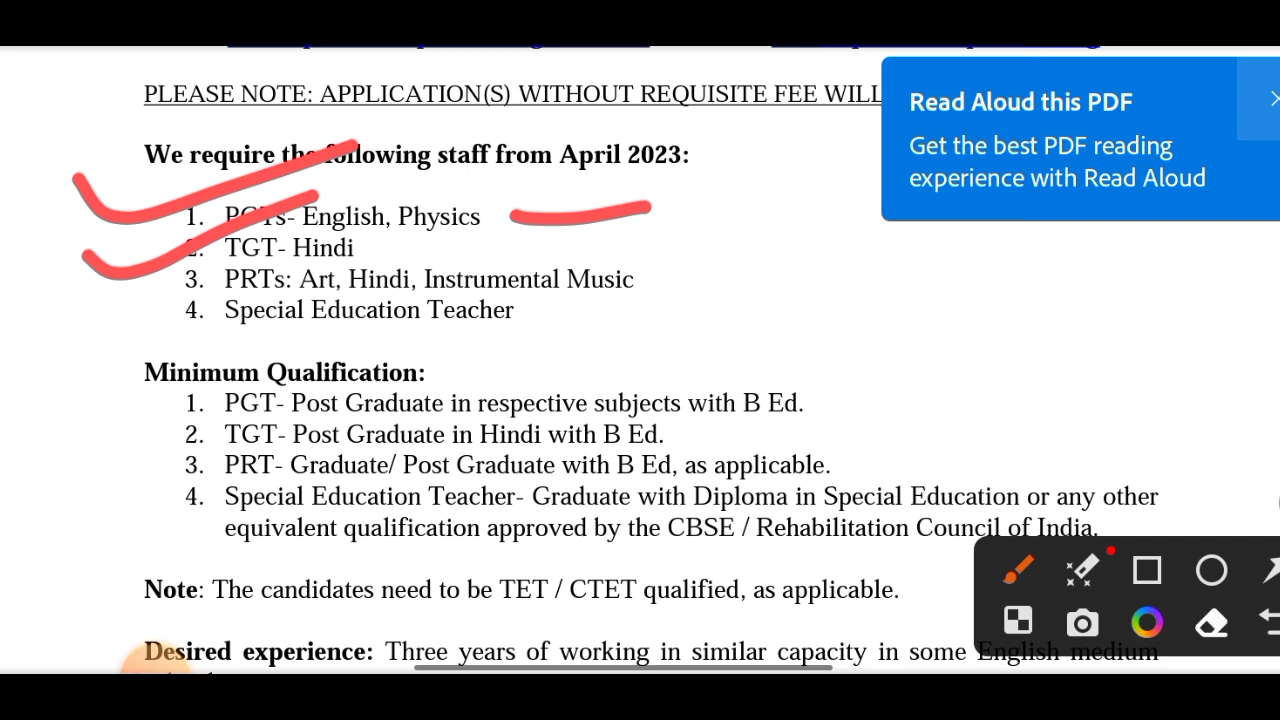 PLEASE NOTE: APPLICATION(S) WITHOUT REQUISITE FEE WILL
Read Aloud this PDF
Get the best PDF reading
experience with Read Aloud
We require the following staff from April 2023:
1. PGTs- English, Physics
2. TGT- Hindi
3. PRTs: Art, Hindi, Instrumental Music
4. Special Education Teacher
Minimum Qualification:
1. PGT- Post Graduate in respective subjects with B Ed.
2. TGT- Post Graduate in Hindi with B Ed.
3. PRT- Graduate/ Post Graduate with B Ed, as applicable.
4. Special Education Teacher- Graduate with Diploma in Special Education or any other
equivalent qualification approved by the CBSE / Rehabilitation Council of India.
Note: The candidates need to be TET / CTET qualified, as applicable.
Desired experience: Three years of working in similar capacity in some English medium